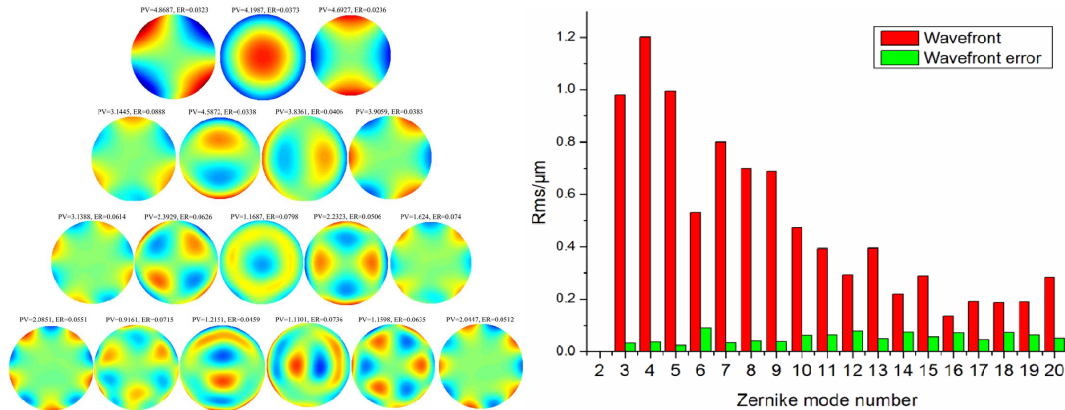 PV=4.8687, ER=0.0323 PV=4.1987, ER=0.0373 PV=4.6927, ER=0.0236
PV=3.1445, ER=0.0888 PV=4.5872, ER=0.0338 PV=3.8361, ER=0.0406 PV=3.9059, ER=0.0385
PV=3.1388, ER=0.0614 PV=2.3929, ER=0.0626 PV=1.1687, ER=0.0798 PV=2.2323, ER=0.0506 PV=1.624, ER=0.074
PV=2.0851, ER=0.0551 PV=0.9161, ER=0.0715 PV=1.2151, ER=0.0459 PV=1.1101, ER=0.0736 PV=1.1598, ER=0.0635 PV=2.0447, ER=0.0512
Wavefront
Wavefront error
Rms/μm
1.2
1.0
0.8
0.6
0.4
0.2
0.0
2 3 4 5 6 7 8 9 10 11 12 13 14 15 16 17 18 19 20
Zernike mode number